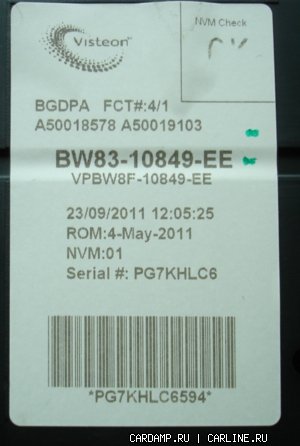 Visteon®
NVM Check
OK
BGDPA FCT#:4/1
A50018578 A50019103
BW83-10849-EE
VPBW8F-10849-EE
23/09/2011 12:05:25
ROM:4-May-2011
NVM:01
Serial #: PG7KHLC6
*PG7KHLC6594*
CARDAMP.RU | CARLINE.RU